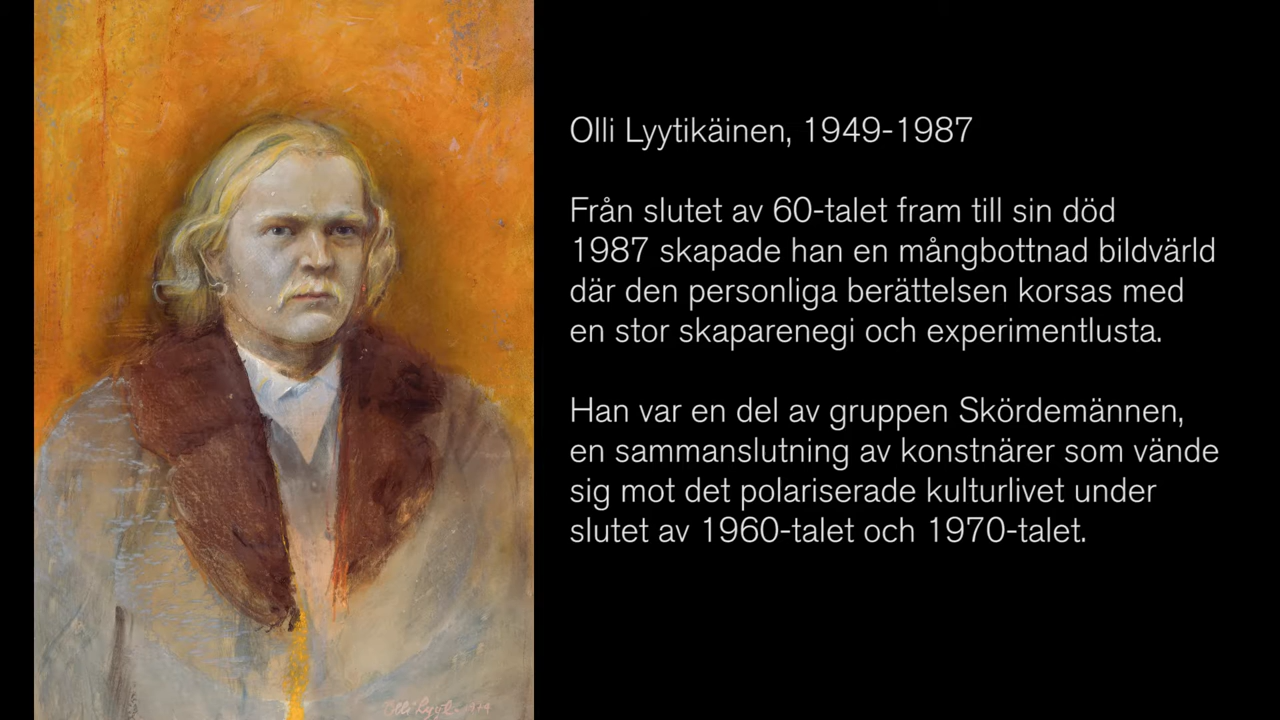 Olli Lyytikäinen, 1949-1987
Från slutet av 60-talet fram till sin död
1987 skapade han en mångbottnad bildvärld
där den personliga berättelsen korsas med
en stor skaparenegi och experimentlusta.
Han var en del av gruppen Skördemännen,
en sammanslutning av konstnärer som vände
sig mot det polariserade kulturlivet under
slutet av 1960-talet och 1970-talet.
Olli